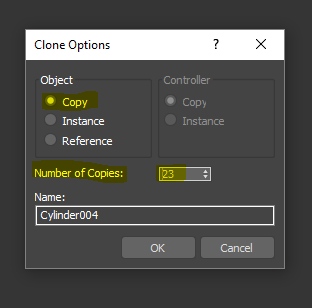 Clone Options ?
Object Controller
Copy Copy
Instance Instance
Reference
Number of Copies: 23
Name:
Cylinder004
OK Cancel